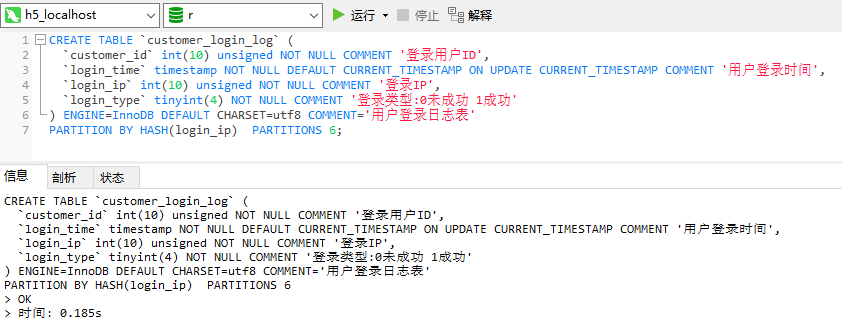 h5_localhost r 运行 停止 解释
1 CREATE TABLE `customer_login_log` (
2 `customer_id` int(10) unsigned NOT NULL COMMENT '登录用户ID',
3 `login_time` timestamp NOT NULL DEFAULT CURRENT_TIMESTAMP ON UPDATE CURRENT_TIMESTAMP COMMENT '用户登录时间',
4 `login_ip` int(10) unsigned NOT NULL COMMENT '登录IP',
5 `login_type` tinyint(4) NOT NULL COMMENT '登录类型:0未成功 1成功'
6 ) ENGINE=InnoDB DEFAULT CHARSET=utf8 COMMENT='用户登录日志表'
7 PARTITION BY HASH(login_ip)  PARTITIONS 6;
信息 剖析 状态
CREATE TABLE `customer_login_log` (
`customer_id` int(10) unsigned NOT NULL COMMENT '登录用户ID',
`login_time` timestamp NOT NULL DEFAULT CURRENT_TIMESTAMP ON UPDATE CURRENT_TIMESTAMP COMMENT '用户登录时间',
`login_ip` int(10) unsigned NOT NULL COMMENT '登录IP',
`login_type` tinyint(4) NOT NULL COMMENT '登录类型:0未成功 1成功'
) ENGINE=InnoDB DEFAULT CHARSET=utf8 COMMENT='用户登录日志表'
PARTITION BY HASH(login_ip)  PARTITIONS 6
> OK
> 时间: 0.185s